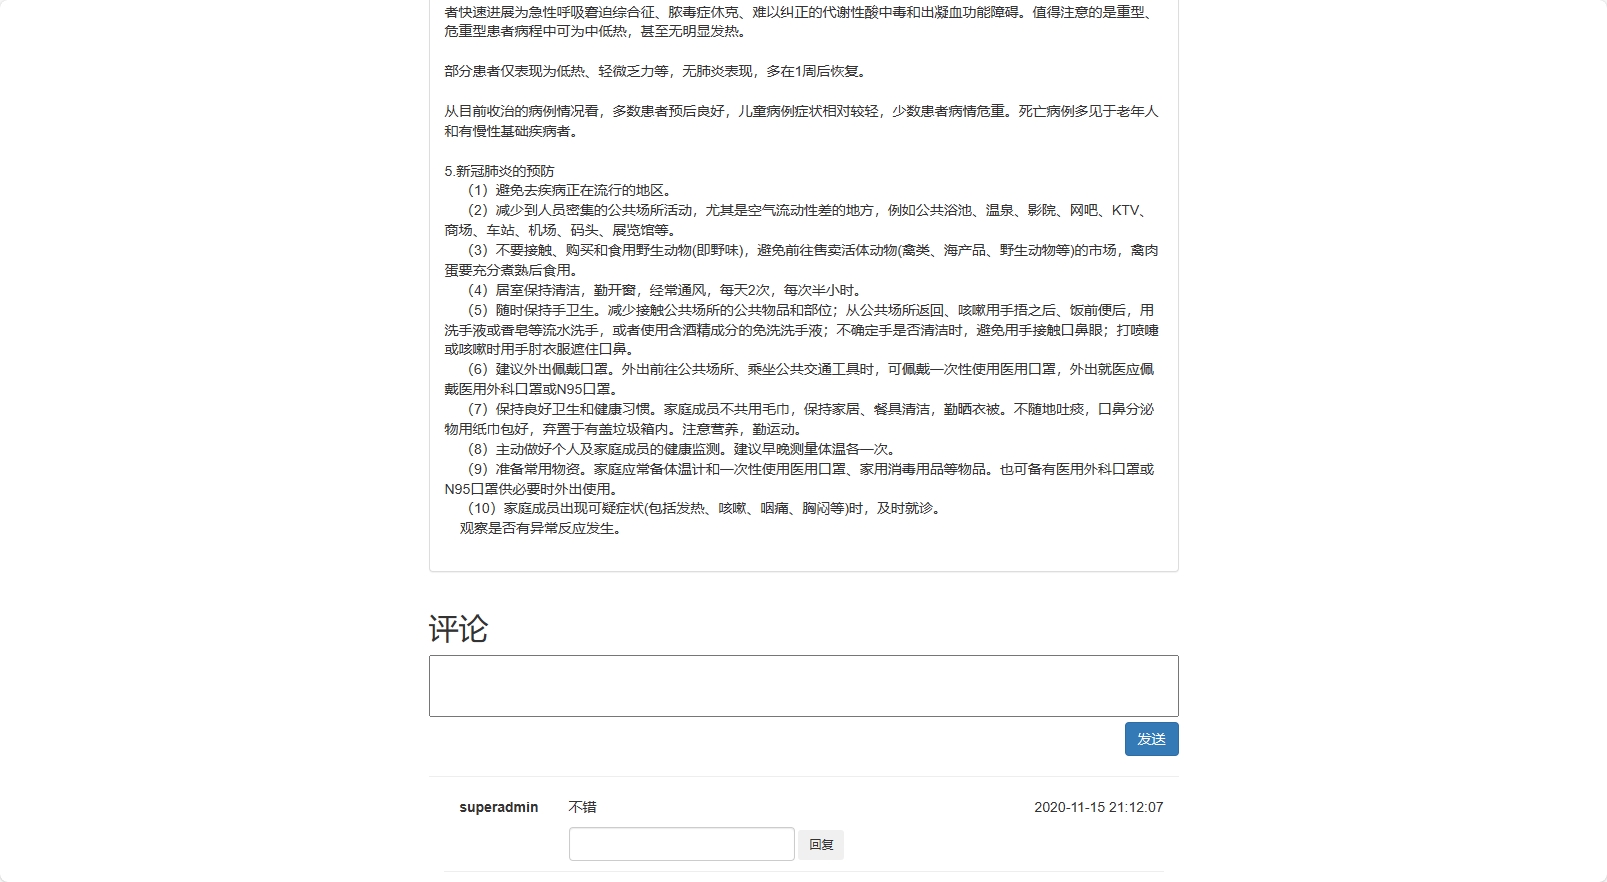 者快速进展为急性呼吸窘迫综合征、脓毒症休克、难以纠正的代谢性酸中毒和出凝血功能障碍。值得注意的是重型、
危重型患者病程中可为中低热，甚至无明显发热。
部分患者仅表现为低热、轻微乏力等，无肺炎表现，多在1周后恢复。
从目前收治的病例情况看，多数患者预后良好，儿童病例症状相对较轻，少数患者病情危重。死亡病例多见于老年人
和有慢性基础疾病者。
5.新冠肺炎的预防
（1）避免去疾病正在流行的地区。
（2）减少到人员密集的公共场所活动，尤其是空气流动性差的地方，例如公共浴池、温泉、影院、网吧、KTV、
商场、车站、机场、码头、展览馆等。
（3）不要接触、购买和食用野生动物(即野味)，避免前往售卖活体动物(禽类、海产品、野生动物等)的市场，禽肉
蛋要充分煮熟后食用。
（4）居室保持清洁，勤开窗，经常通风，每天2次，每次半小时。
（5）随时保持手卫生。减少接触公共场所的公共物品和部位；从公共场所返回、咳嗽用手捂之后、饭前便后，用
洗手液或香皂等流水洗手，或者使用含酒精成分的免洗洗手液；不确定手是否清洁时，避免用手接触口鼻眼；打喷嚏
或咳嗽时用手肘衣服遮住口鼻。
（6）建议外出佩戴口罩。外出前往公共场所、乘坐公共交通工具时，可佩戴一次性使用医用口罩，外出就医应佩
戴医用外科口罩或N95口罩。
（7）保持良好卫生和健康习惯。家庭成员不共用毛巾，保持家居、餐具清洁，勤晒衣被。不随地吐痰，口鼻分泌
物用纸巾包好，弃置于有盖垃圾箱内。注意营养，勤运动。
（8）主动做好个人及家庭成员的健康监测。建议早晚测量体温各一次。
（9）准备常用物资。家庭应常备体温计和一次性使用医用口罩、家用消毒用品等物品。也可备有医用外科口罩或
N95口罩供必要时外出使用。
（10）家庭成员出现可疑症状(包括发热、咳嗽、咽痛、胸闷等)时，及时就诊。
观察是否有异常反应发生。
评论
发送
superadmin 不错 2020-11-15 21:12:07
回复